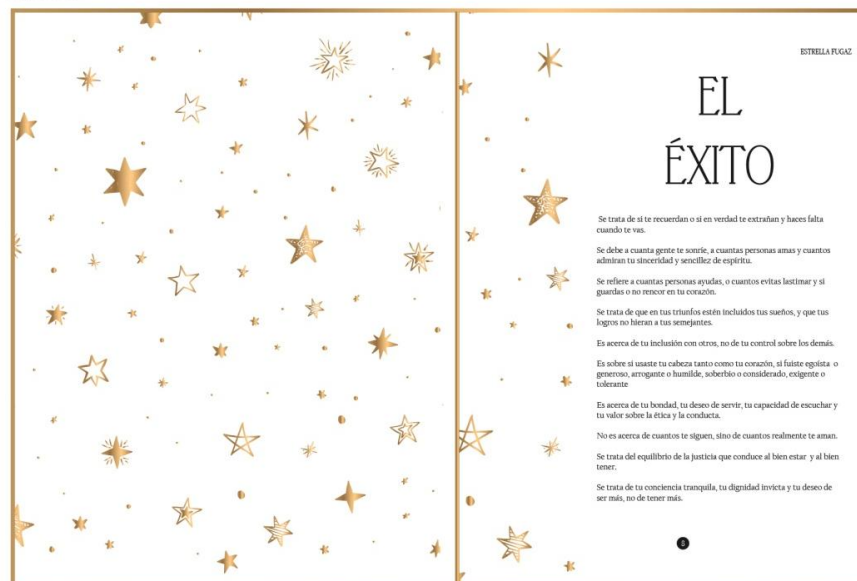 ESTRELLA FUGAZ
EL
ÉXITO
Se trata de si te recuerdan o si en verdad te extrañan y haces falta
cuando te vas.
Se debe a cuanta gente te sonríe, a cuantas personas amas y cuantos
admiran tu sinceridad y sencillez de espíritu.
Se refiere a cuantas personas ayudas, o cuantos evitas lastimar y si
guardas o no rencor en tu corazón.
Se trata de que en tus triunfos estén incluidos tus sueños, y que tus
logros no hieran a tus semejantes.
Es acerca de tu inclusión con otros, no de tu control sobre los demás.
Es sobre si usaste tu cabeza tanto como tu corazón, si fuiste egoísta o
generoso, arrogante o humilde, soberbio o considerado, exigente o
tolerante
Es acerca de tu bondad, tu deseo de servir, tu capacidad de escuchar y
tu valor sobre la ética y la conducta.
No es acerca de cuantos te siguen, sino de cuantos realmente te aman.
Se trata del equilibrio de la justicia que conduce al bien estar y al bien
tener.
Se trata de tu conciencia tranquila, tu dignidad invicta y tu deseo de
ser más, no de tener más.
8